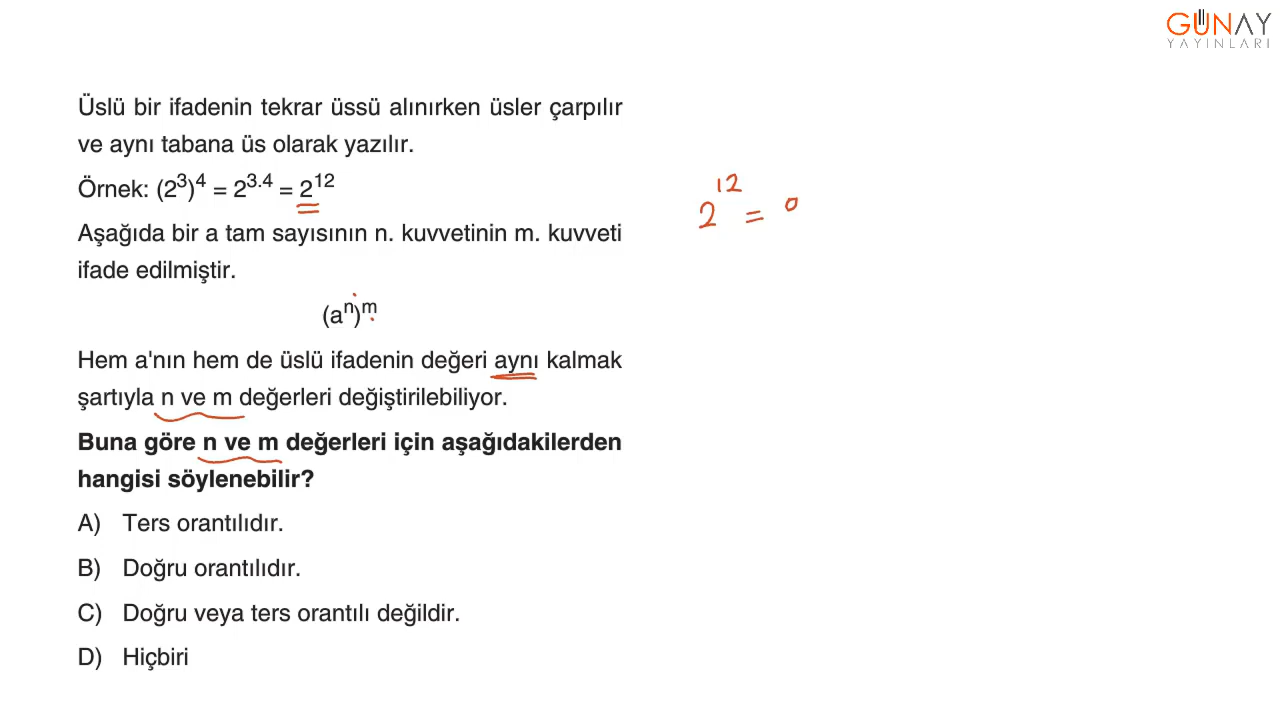 GÜNAY
YAYINLARI
Üslü bir ifadenin tekrar üssü alınırken üsler çarpılır
ve aynı tabana üs olarak yazılır.
Örnek: (2³)⁴ = 2³·⁴ = 2¹²
Aşağıda bir a tam sayısının n. kuvvetinin m. kuvveti
ifade edilmiştir.
(aⁿ)ᵐ
Hem a'nın hem de üslü ifadenin değeri aynı kalmak
şartıyla n ve m değerleri değiştirilebiliyor.
Buna göre n ve m değerleri için aşağıdakilerden
hangisi söylenebilir?
A) Ters orantılıdır.
B) Doğru orantılıdır.
C) Doğru veya ters orantılı değildir.
D) Hiçbiri
2¹² =